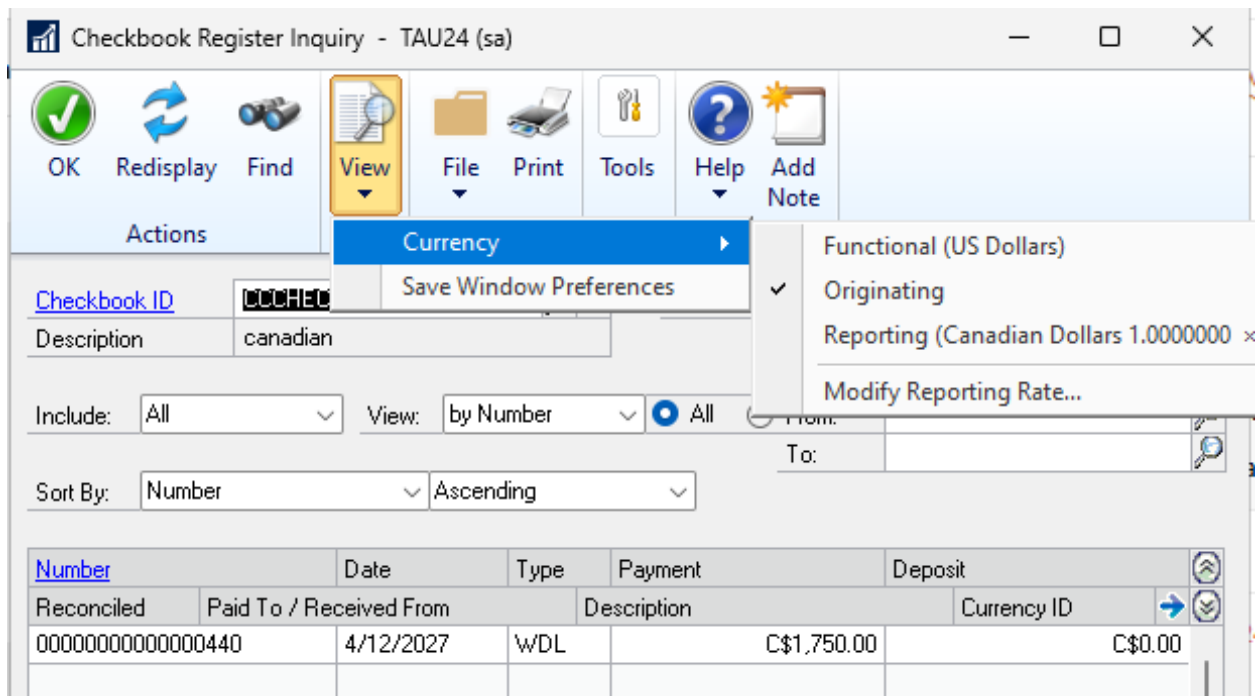 Checkbook Register Inquiry - TAU24 (sa)
OK Redisplay Find View File Print Tools Help Add Note
Actions
Currency
Save Window Preferences
Functional (US Dollars)
Originating
Reporting (Canadian Dollars 1.0000000 ×
Modify Reporting Rate...
Checkbook ID
Description canadian
Include: All View: by Number All From:
To:
Sort By: Number Ascending
Number Date Type Payment Deposit
Reconciled Paid To / Received From Description Currency ID
00000000000000440 4/12/2027 WDL C$1,750.00 C$0.00